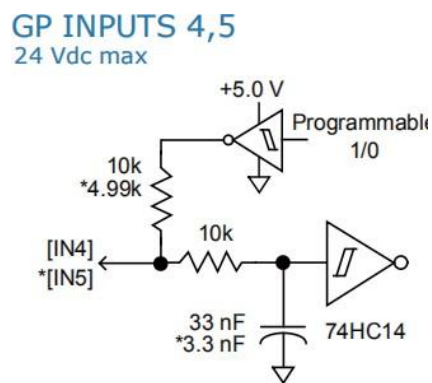 GP INPUTS 4,5
24 Vdc max
+5.0 V
Programmable
1/0
10k
*4.99k
[IN4]
*[IN5]
10k
33 nF
*3.3 nF
74HC14